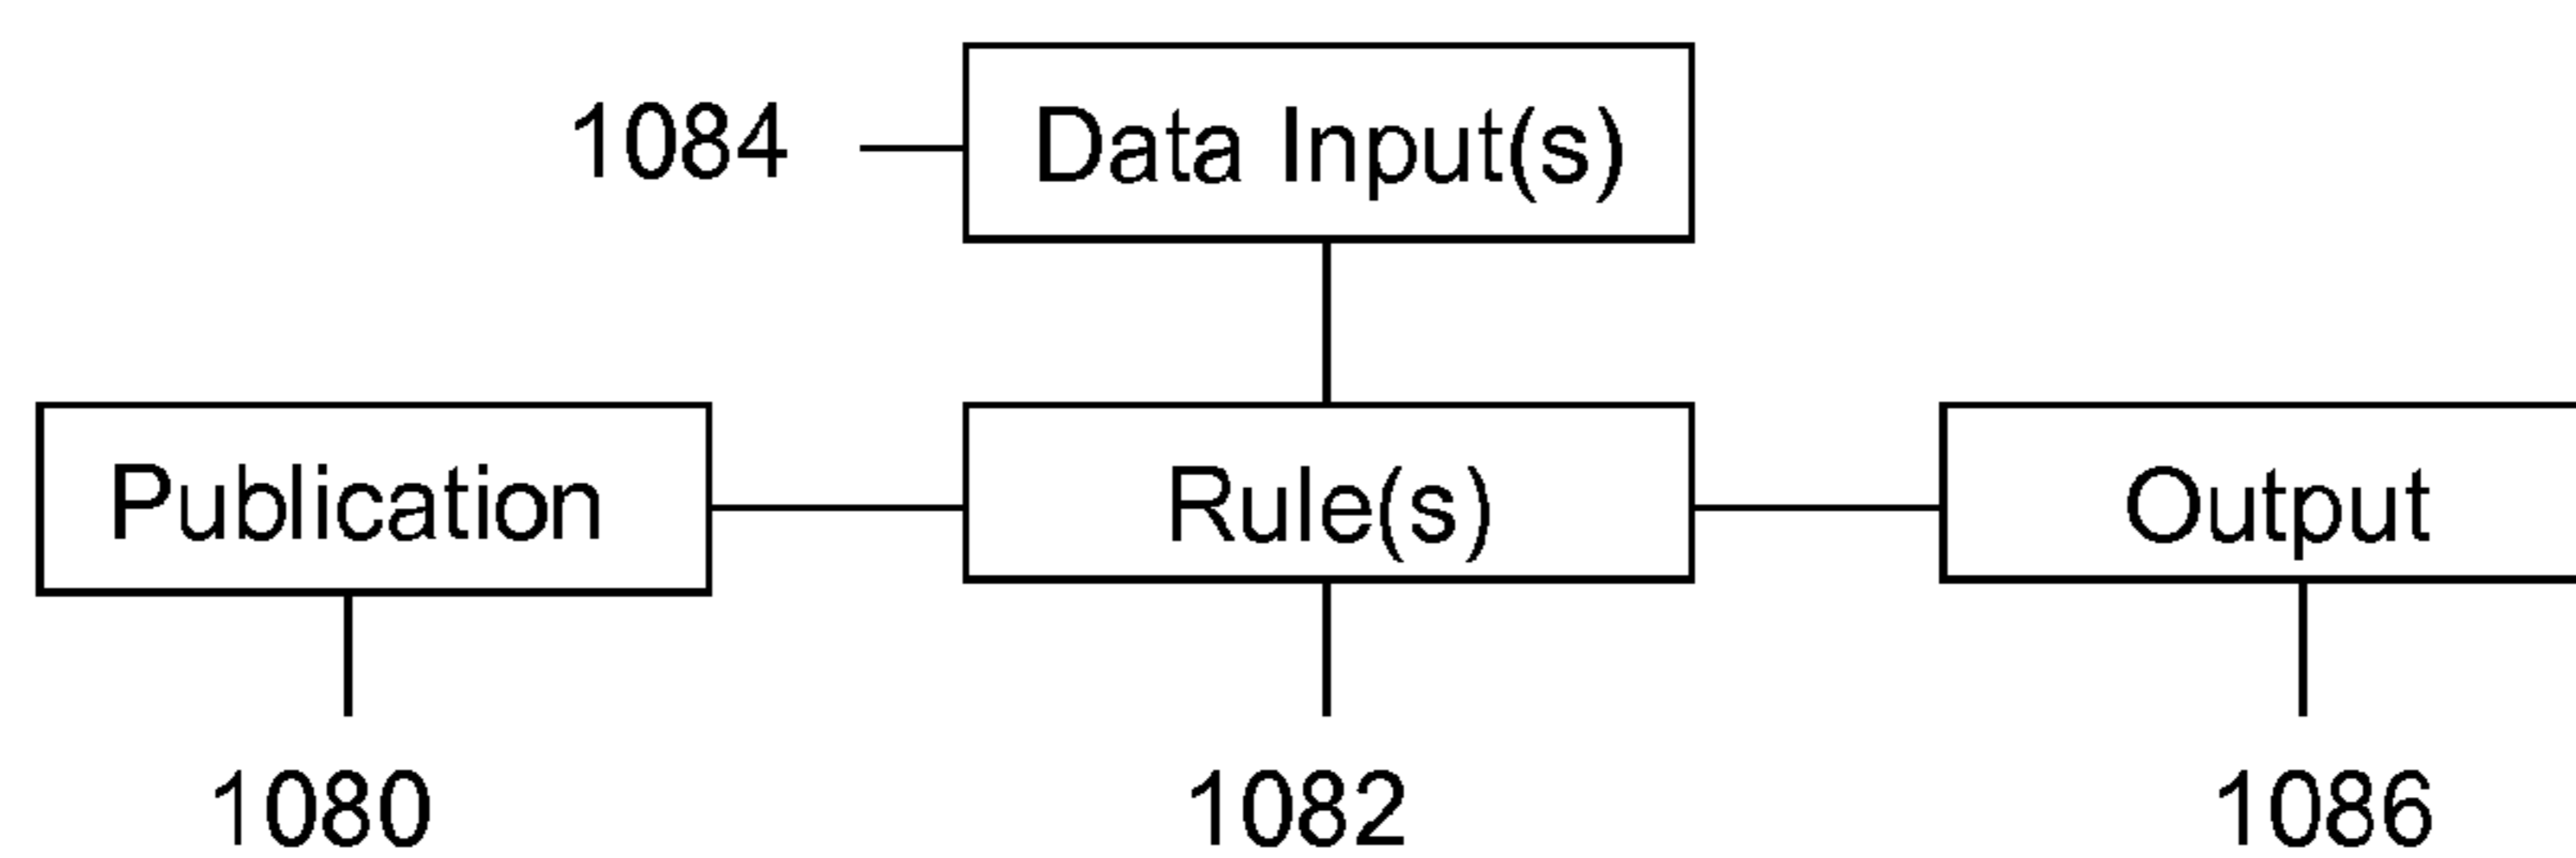 1084
Data Input(s)
Publication
Rule(s)
Output
1080
1082
1086